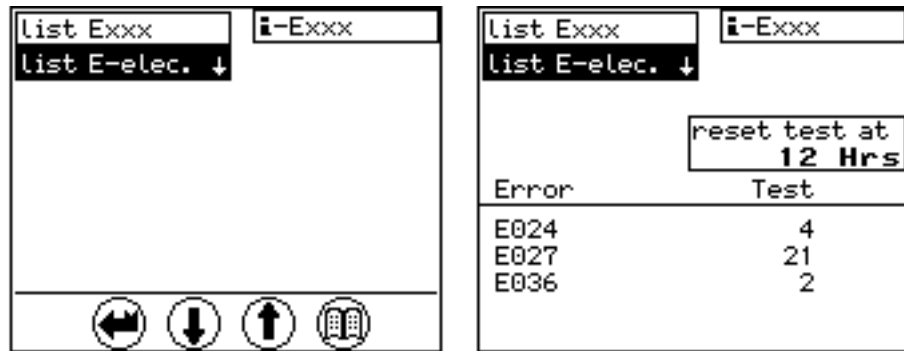 list Exxx
i-Exxx
list E-elec. ↓
list Exxx
i-Exxx
list E-elec. ↓
reset test at
12 Hrs
Error Test
E024 4
E027 21
E036 2